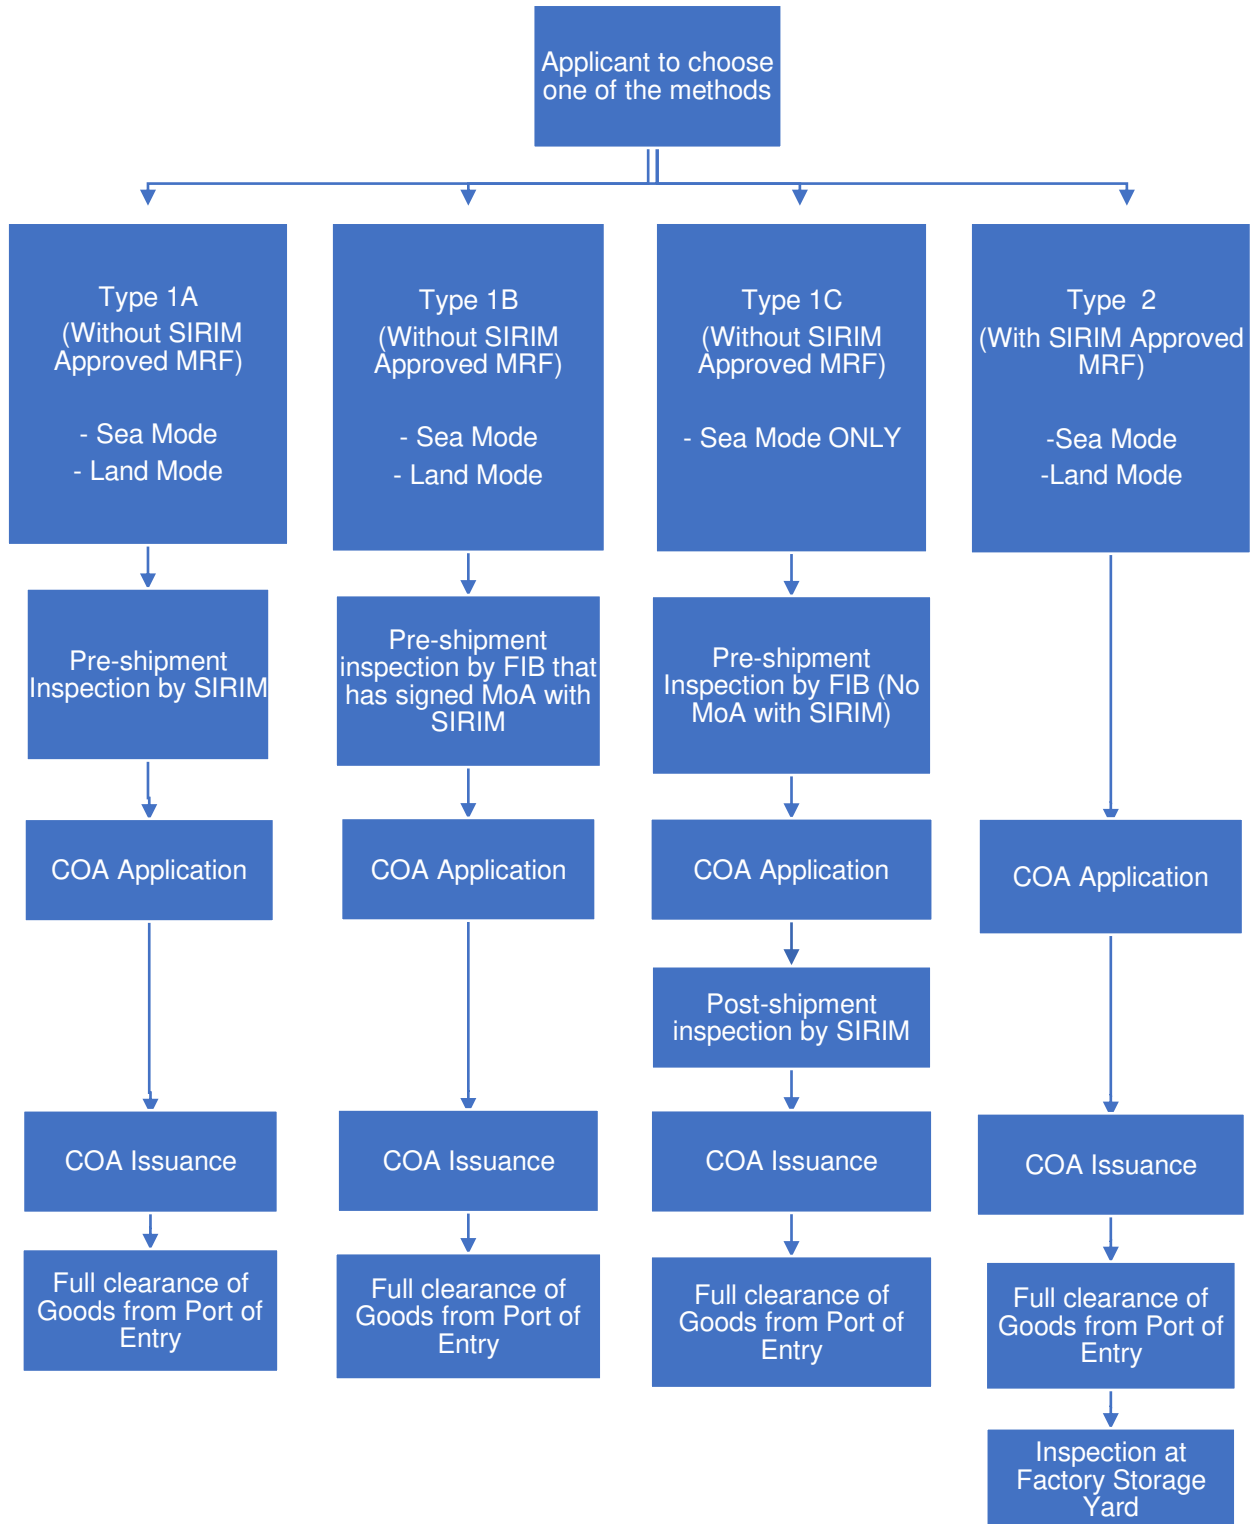 Applicant to choose
one of the methods
Type 1A
(Without SIRIM
Approved MRF)
- Sea Mode
- Land Mode
Type 1B
(Without SIRIM
Approved MRF)
- Sea Mode
- Land Mode
Type 1C
(Without SIRIM
Approved MRF)
- Sea Mode ONLY
Type 2
(With SIRIM Approved
MRF)
-Sea Mode
-Land Mode
Pre-shipment
Inspection by SIRIM
Pre-shipment
inspection by FIB that
has signed MoA with
SIRIM
Pre-shipment
Inspection by FIB (No
MoA with SIRIM)
COA Application
COA Application
COA Application
COA Application
Post-shipment
inspection by SIRIM
COA Issuance
COA Issuance
COA Issuance
COA Issuance
Full clearance of
Goods from Port of
Entry
Full clearance of
Goods from Port of
Entry
Full clearance of
Goods from Port of
Entry
Full clearance of
Goods from Port of
Entry
Inspection at
Factory Storage
Yard